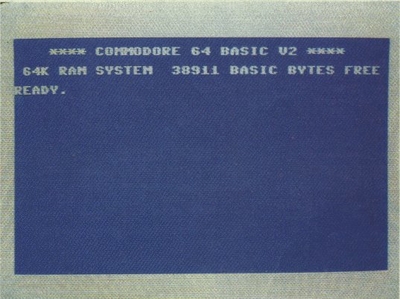 **** COMMODORE 64 BASIC V2 ****
64K RAM SYSTEM 38911 BASIC BYTES FREE
READY.